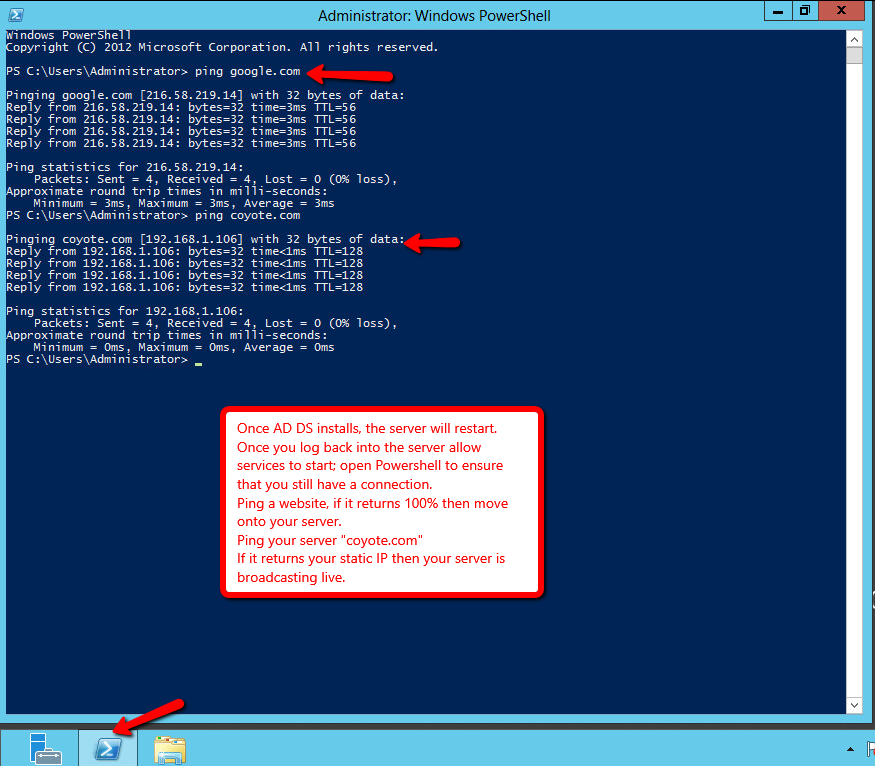 Administrator: Windows PowerShell
Windows PowerShell
Copyright (C) 2012 Microsoft Corporation. All rights reserved.
PS C:\Users\Administrator> ping google.com
Pinging google.com [216.58.219.14] with 32 bytes of data:
Reply from 216.58.219.14: bytes=32 time=3ms TTL=56
Reply from 216.58.219.14: bytes=32 time=3ms TTL=56
Reply from 216.58.219.14: bytes=32 time=3ms TTL=56
Reply from 216.58.219.14: bytes=32 time=3ms TTL=56
Ping statistics for 216.58.219.14:
    Packets: Sent = 4, Received = 4, Lost = 0 (0% loss),
Approximate round trip times in milli-seconds:
    Minimum = 3ms, Maximum = 3ms, Average = 3ms
PS C:\Users\Administrator> ping coyote.com
Pinging coyote.com [192.168.1.106] with 32 bytes of data:
Reply from 192.168.1.106: bytes=32 time<1ms TTL=128
Reply from 192.168.1.106: bytes=32 time<1ms TTL=128
Reply from 192.168.1.106: bytes=32 time<1ms TTL=128
Reply from 192.168.1.106: bytes=32 time<1ms TTL=128
Ping statistics for 192.168.1.106:
    Packets: Sent = 4, Received = 4, Lost = 0 (0% loss),
Approximate round trip times in milli-seconds:
    Minimum = 0ms, Maximum = 0ms, Average = 0ms
PS C:\Users\Administrator> _
Once AD DS installs, the server will restart.
Once you log back into the server allow
services to start; open Powershell to ensure
that you still have a connection.
Ping a website, if it returns 100% then move
onto your server.
Ping your server "coyote.com"
If it returns your static IP then your server is
broadcasting live.